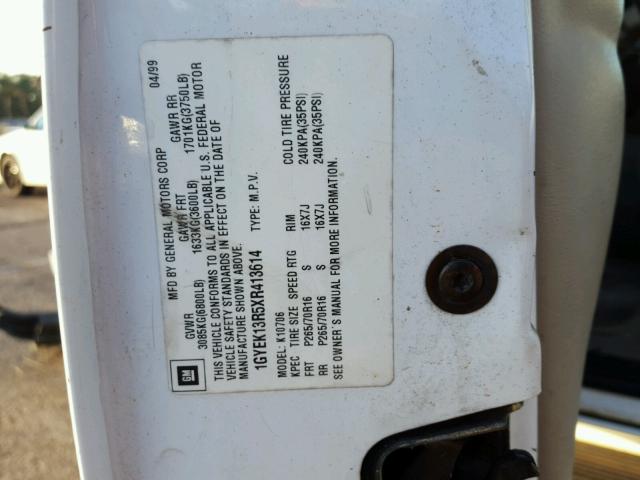 GM
MFD BY GENERAL MOTORS CORP 04/99
GVWR GAWR FRT GAWR RR
3085KG(6800LB) 1633KG(3600LB) 1701KG(3750LB)
THIS VEHICLE CONFORMS TO ALL APPLICABLE U.S. FEDERAL MOTOR
VEHICLE SAFETY STANDARDS IN EFFECT ON THE DATE OF
MANUFACTURE SHOWN ABOVE.
1GYEK13R5XR413614 TYPE: M.P.V.
MODEL: K10706
KPEC TIRE SIZE SPEED RTG RIM COLD TIRE PRESSURE
FRT P265/70R16 S 16X7J 240KPA(35PSI)
RR P265/70R16 S 16X7J 240KPA(35PSI)
SEE OWNER S MANUAL FOR MORE INFORMATION.